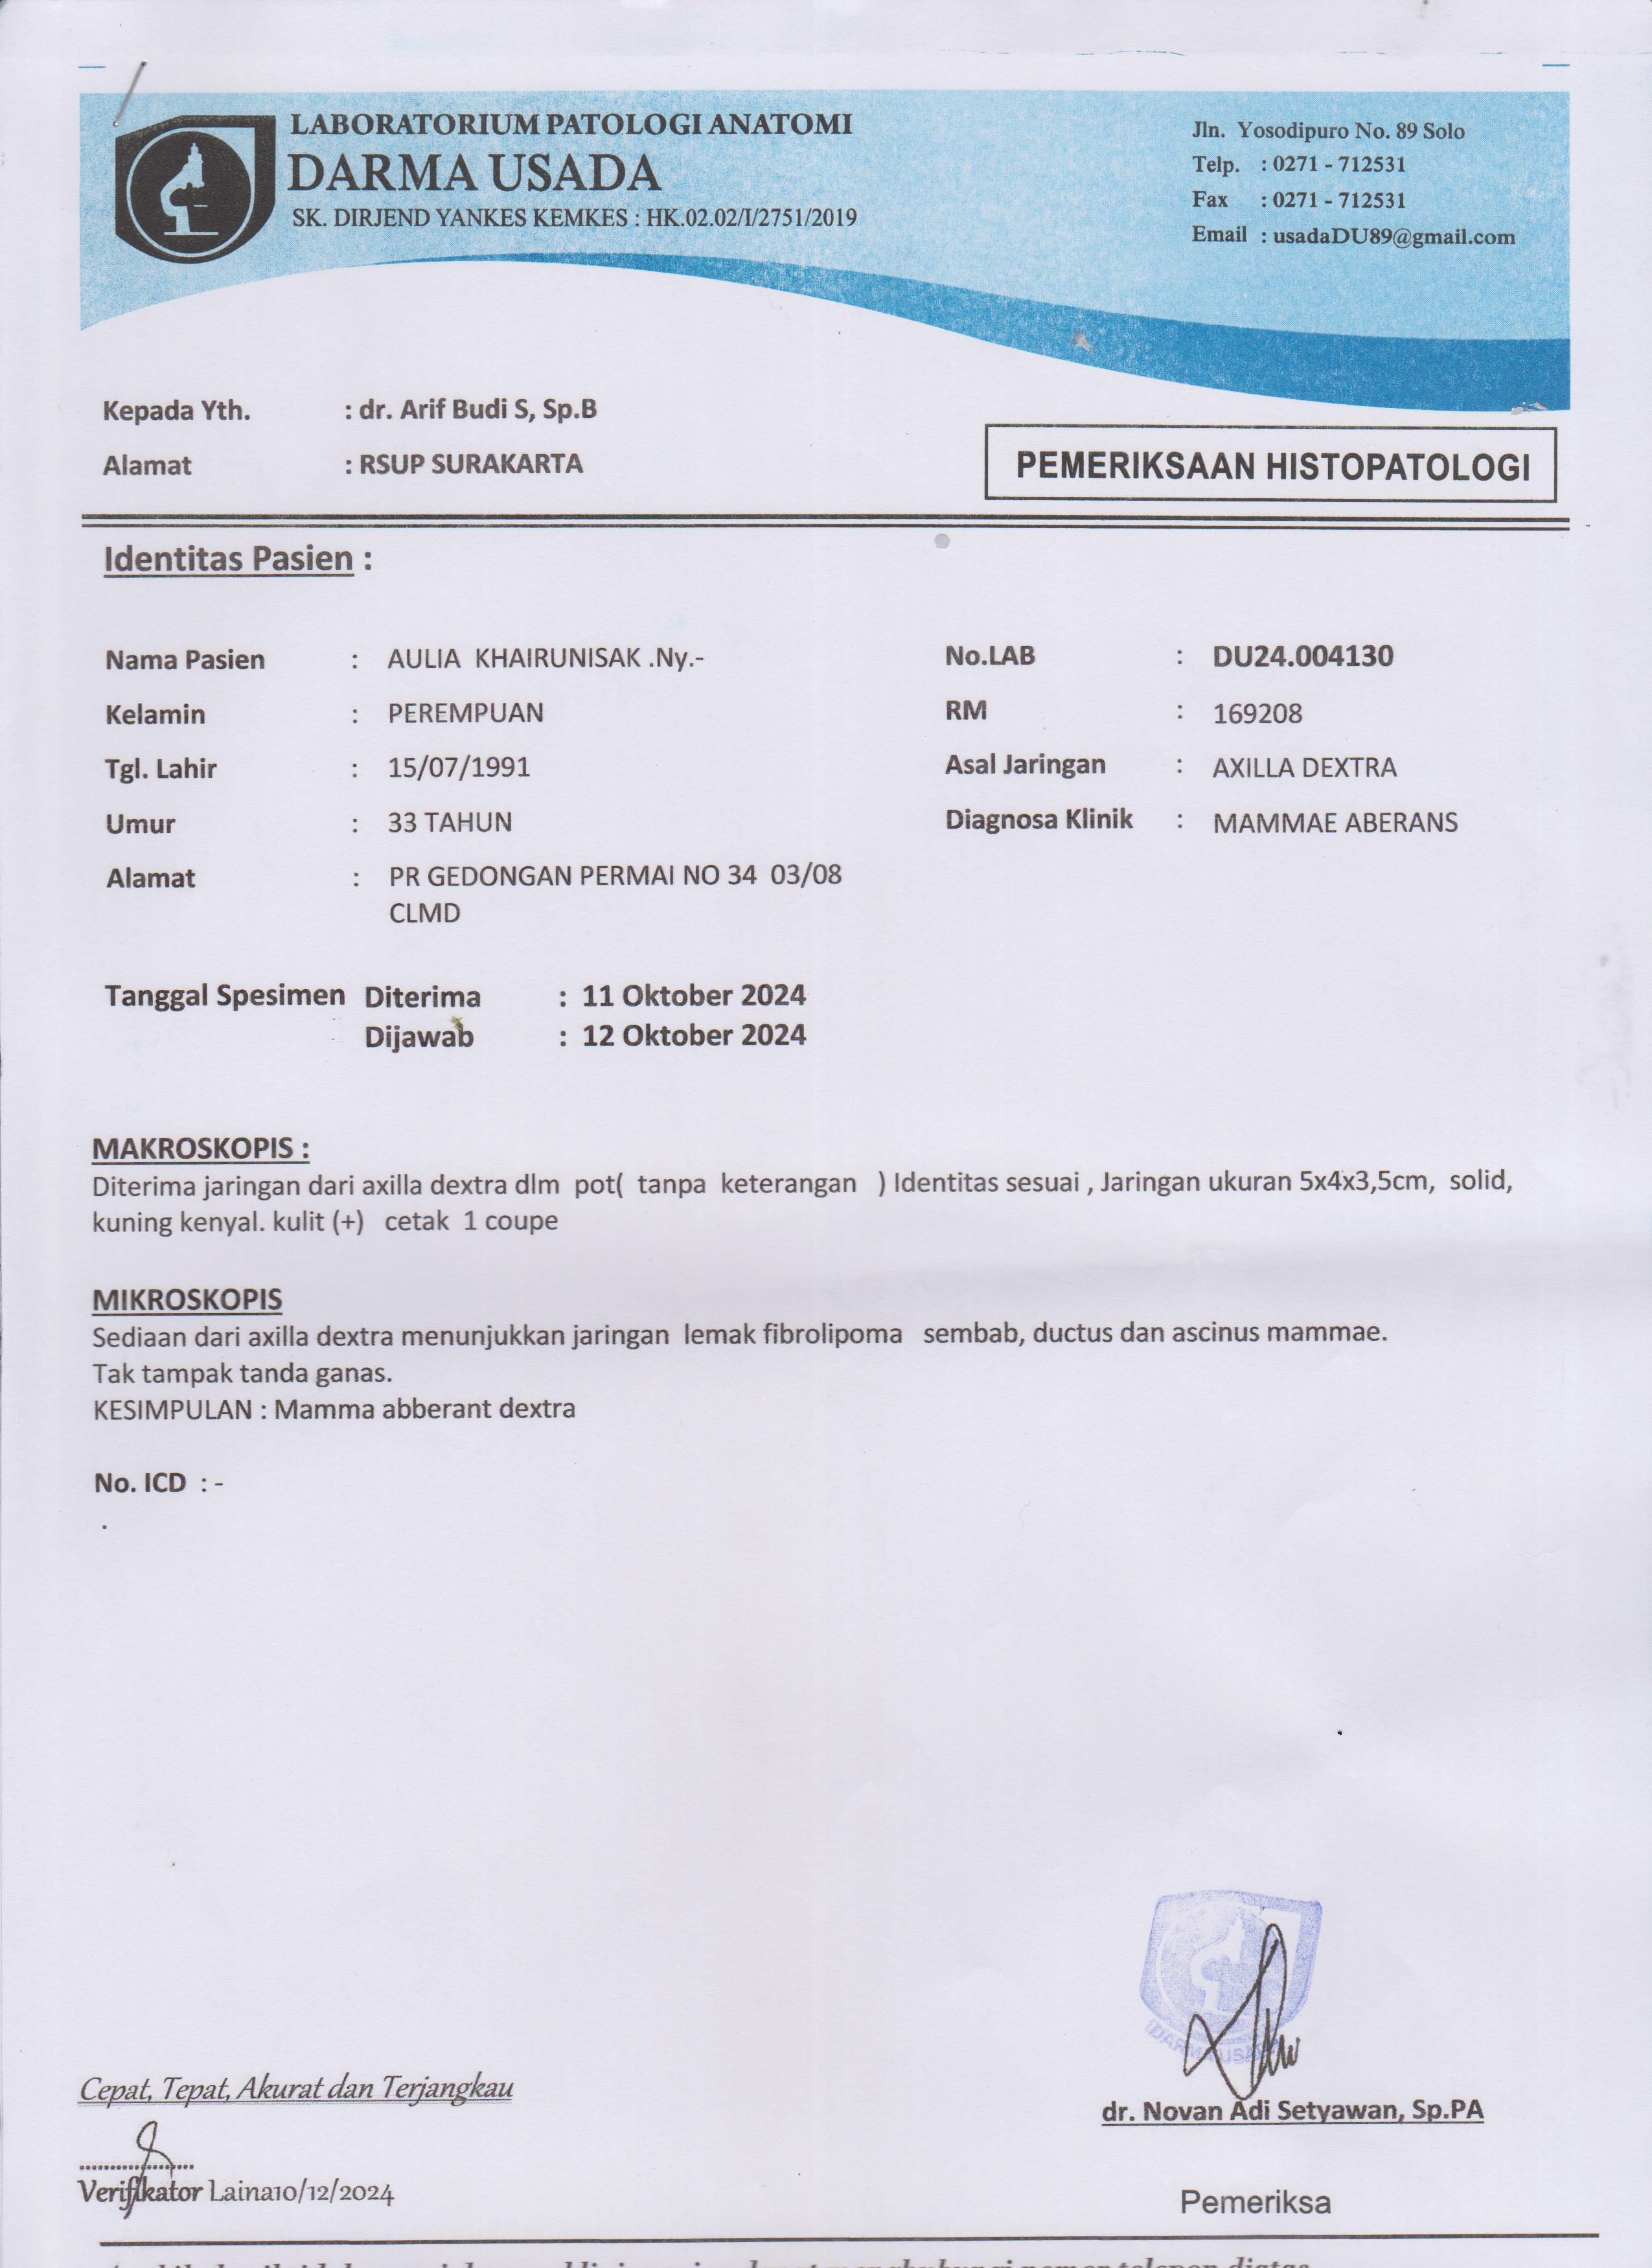 LABORATORIUM PATOLOGI ANATOMI
DARMA USADA
SK. DIRJEND YANKES KEMKES : HK.02.02/I/2751/2019
Jln. Yosodipuro No. 89 Solo
Telp. : 0271 - 712531
Fax : 0271 - 712531
Email : usadaDU89@gmail.com
Kepada Yth. : dr. Arif Budi S, Sp.B
Alamat : RSUP SURAKARTA
PEMERIKSAAN HISTOPATOLOGI
Identitas Pasien :
Nama Pasien : AULIA KHAIRUNISAK .Ny.-
Kelamin : PEREMPUAN
Tgl. Lahir : 15/07/1991
Umur : 33 TAHUN
Alamat : PR GEDONGAN PERMAI NO 34 03/08
CLMD
No.LAB : DU24.004130
RM : 169208
Asal Jaringan : AXILLA DEXTRA
Diagnosa Klinik : MAMMAE ABERANS
Tanggal Spesimen Diterima : 11 Oktober 2024
Dijawab : 12 Oktober 2024
MAKROSKOPIS :
Diterima jaringan dari axilla dextra dlm pot( tanpa keterangan ) Identitas sesuai , Jaringan ukuran 5x4x3,5cm, solid,
kuning kenyal. kulit (+) cetak 1 coupe
MIKROSKOPIS
Sediaan dari axilla dextra menunjukkan jaringan lemak fibrolipoma sembab, ductus dan ascinus mammae.
Tak tampak tanda ganas.
KESIMPULAN : Mamma abberant dextra
No. ICD : -
.
DARMA USADA
Cepat, Tepat, Akurat dan Terjangkau
dr. Novan Adi Setyawan, Sp.PA
....................
Verifikator Laina10/12/2024
Pemeriksa